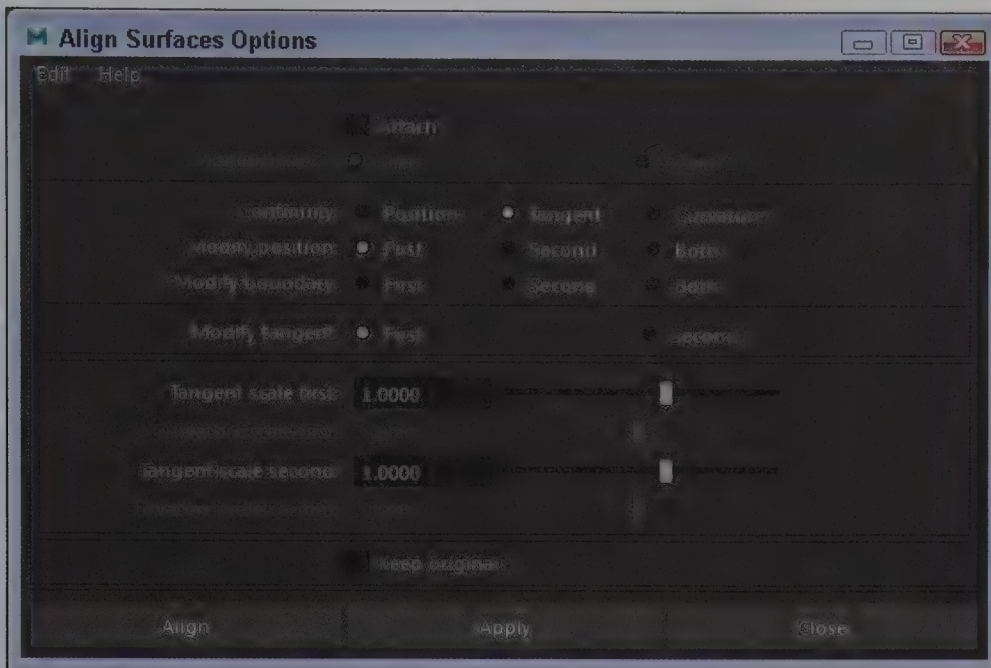 Align Surfaces Options
Edit Help
Attach
Continuity: Position Tangent Curvature
Modify position: First Second Both
Modify boundary: First Second Both
Modify tangent: First Second
Tangent scale first: 1.0000
Tangent scale second: 1.0000
Keep original
Align Apply Close